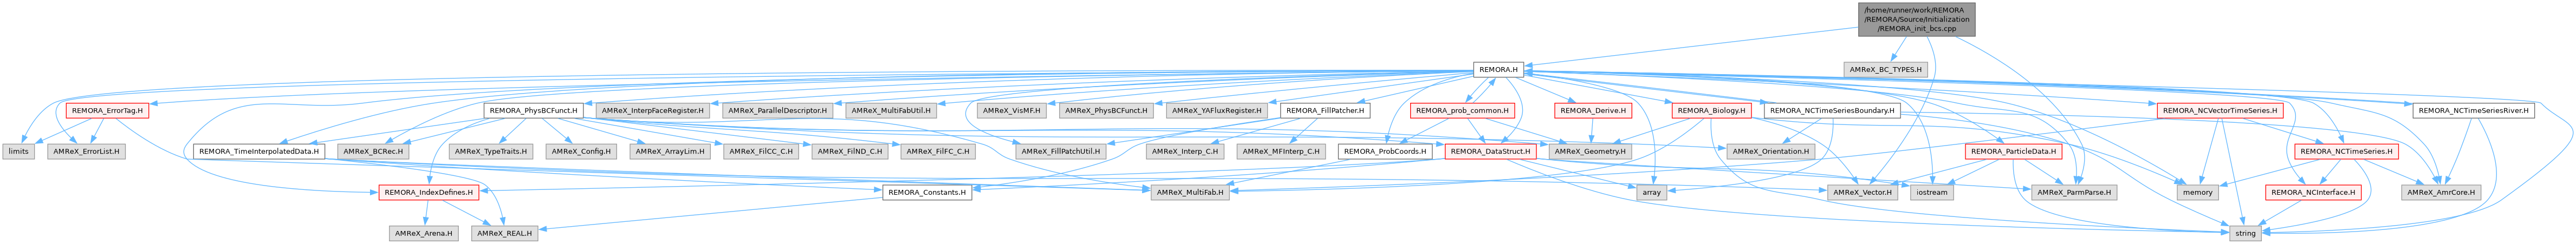 /home/runner/work/REMORA
/REMORA/Source/Initialization
/REMORA_init_bcs.cpp
REMORA.H
AMReX_BC_TYPES.H
REMORA_ErrorTag.H
REMORA_PhysBCFunct.H
AMReX_InterpFaceRegister.H
AMReX_ParallelDescriptor.H
AMReX_MultiFabUtil.H
AMReX_VisMF.H
AMReX_PhysBCFunct.H
AMReX_YAFluxRegister.H
REMORA_FillPatcher.H
REMORA_prob_common.H
REMORA_Derive.H
REMORA_Biology.H
REMORA_NCTimeSeriesBoundary.H
REMORA_NCVectorTimeSeries.H
REMORA_NCTimeSeriesRiver.H
limits
AMReX_ErrorList.H
REMORA_TimeInterpolatedData.H
AMReX_BCRec.H
AMReX_TypeTraits.H
AMReX_Config.H
AMReX_ArrayLim.H
AMReX_FilCC_C.H
AMReX_FilND_C.H
AMReX_FilFC_C.H
AMReX_FillPatchUtil.H
AMReX_Interp_C.H
AMReX_MFInterp_C.H
REMORA_ProbCoords.H
REMORA_DataStruct.H
AMReX_Geometry.H
AMReX_Orientation.H
REMORA_ParticleData.H
REMORA_NCTimeSeries.H
REMORA_IndexDefines.H
REMORA_Constants.H
AMReX_MultiFab.H
array
AMReX_Vector.H
iostream
AMReX_ParmParse.H
memory
REMORA_NCInterface.H
AMReX_AmrCore.H
AMReX_Arena.H
AMReX_REAL.H
string